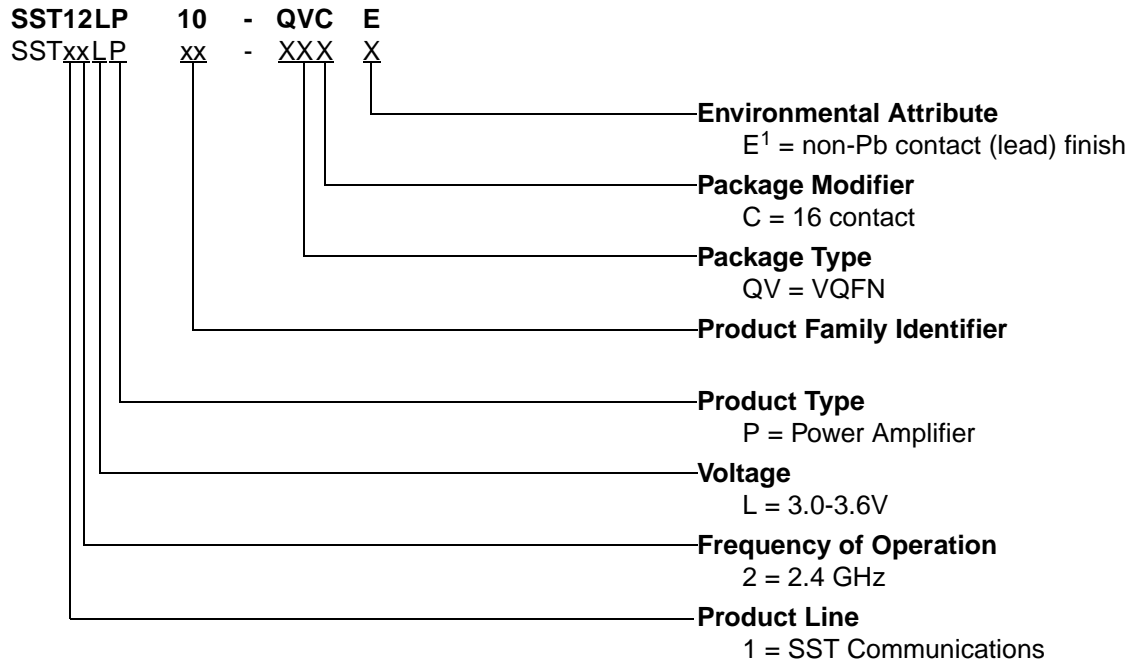 SST12LP 10 - QVC E
SSTxxLP xx - XXX X
Environmental Attribute
E1 = non-Pb contact (lead) finish
Package Modifier
C = 16 contact
Package Type
QV = VQFN
Product Family Identifier
Product Type
P = Power Amplifier
Voltage
L = 3.0-3.6V
Frequency of Operation
2 = 2.4 GHz
Product Line
1 = SST Communications